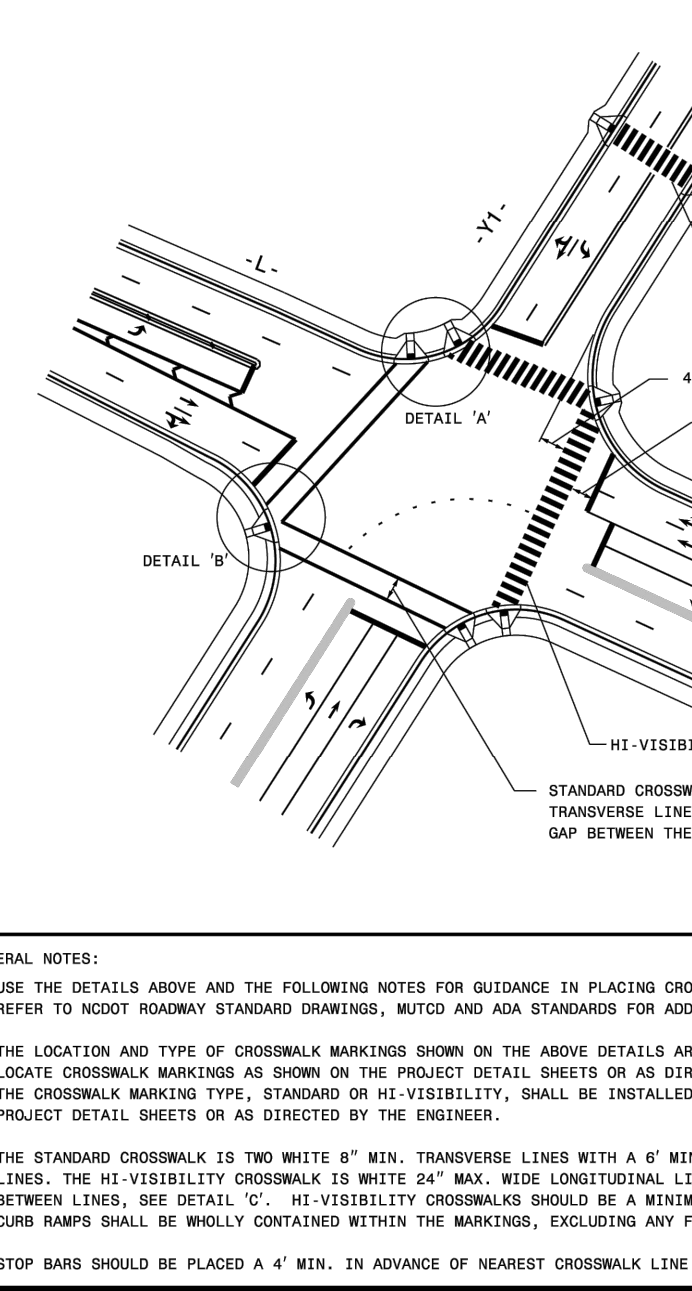 -Y1-
-L-
4
DETAIL 'A'
DETAIL 'B'
HI-VISIBI
STANDARD CROSSW
TRANSVERSE LINE
GAP BETWEEN THE
ERAL NOTES:
USE THE DETAILS ABOVE AND THE FOLLOWING NOTES FOR GUIDANCE IN PLACING CRO
REFER TO NCDOT ROADWAY STANDARD DRAWINGS, MUTCD AND ADA STANDARDS FOR ADD
THE LOCATION AND TYPE OF CROSSWALK MARKINGS SHOWN ON THE ABOVE DETAILS AR
LOCATE CROSSWALK MARKINGS AS SHOWN ON THE PROJECT DETAIL SHEETS OR AS DIR
THE CROSSWALK MARKING TYPE, STANDARD OR HI-VISIBILITY, SHALL BE INSTALLED
PROJECT DETAIL SHEETS OR AS DIRECTED BY THE ENGINEER.
THE STANDARD CROSSWALK IS TWO WHITE 8" MIN. TRANSVERSE LINES WITH A 6' MIN
LINES. THE HI-VISIBILITY CROSSWALK IS WHITE 24" MAX. WIDE LONGITUDINAL LI
BETWEEN LINES, SEE DETAIL 'C'. HI-VISIBILITY CROSSWALKS SHOULD BE A MINIM
CURB RAMPS SHALL BE WHOLLY CONTAINED WITHIN THE MARKINGS, EXCLUDING ANY F
STOP BARS SHOULD BE PLACED A 4' MIN. IN ADVANCE OF NEAREST CROSSWALK LINE